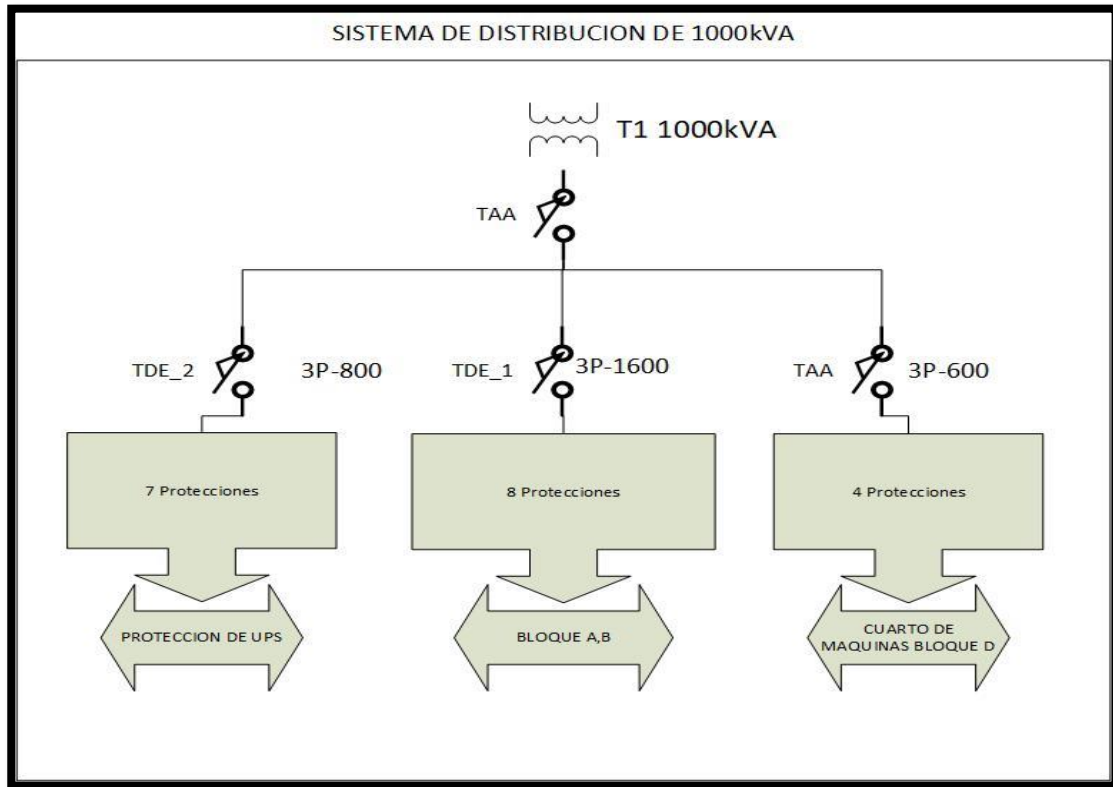 SISTEMA DE DISTRIBUCION DE 1000kVA
T1 1000kVA
TAA
TDE_2
3P-800
TDE_1
3P-1600
TAA
3P-600
7 Protecciones
8 Protecciones
4 Protecciones
PROTECCION DE UPS
BLOQUE A,B
CUARTO DE
MAQUINAS BLOQUE D